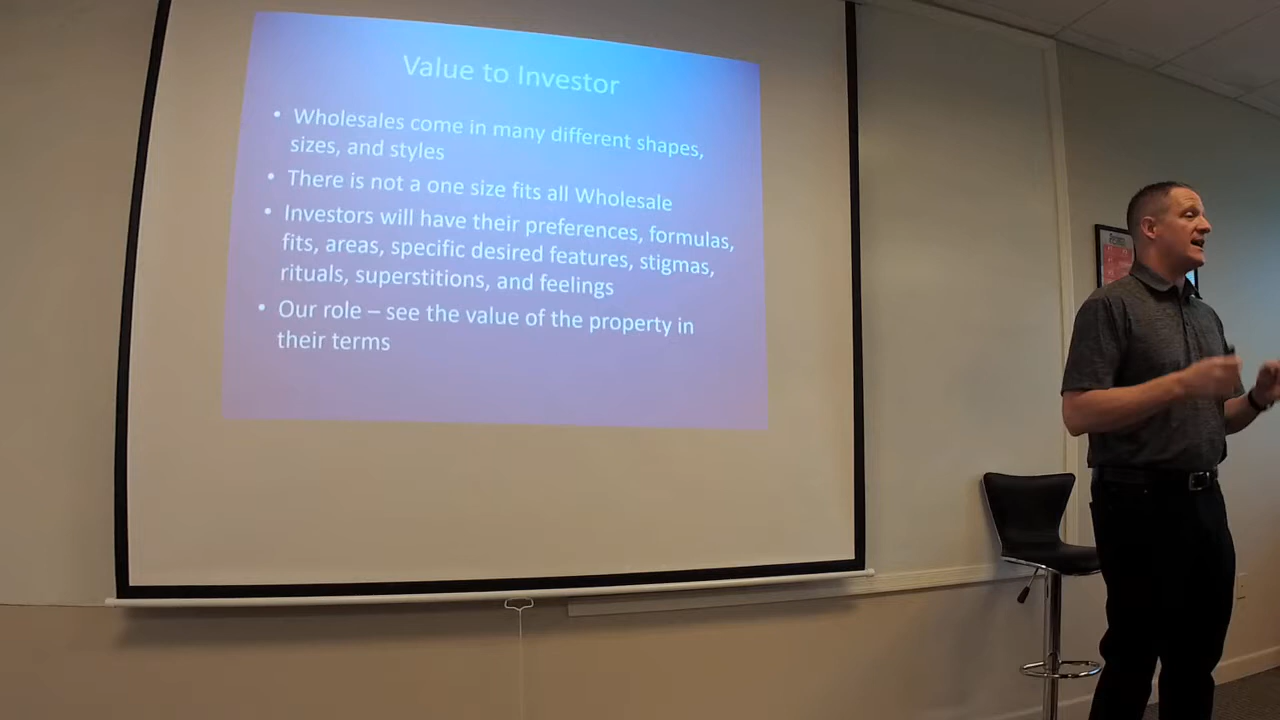 Value to Investor
• Wholesales come in many different shapes,
sizes, and styles
• There is not a one size fits all Wholesale
• Investors will have their preferences, formulas,
fits, areas, specific desired features, stigmas,
rituals, superstitions, and feelings
• Our role – see the value of the property in
their terms